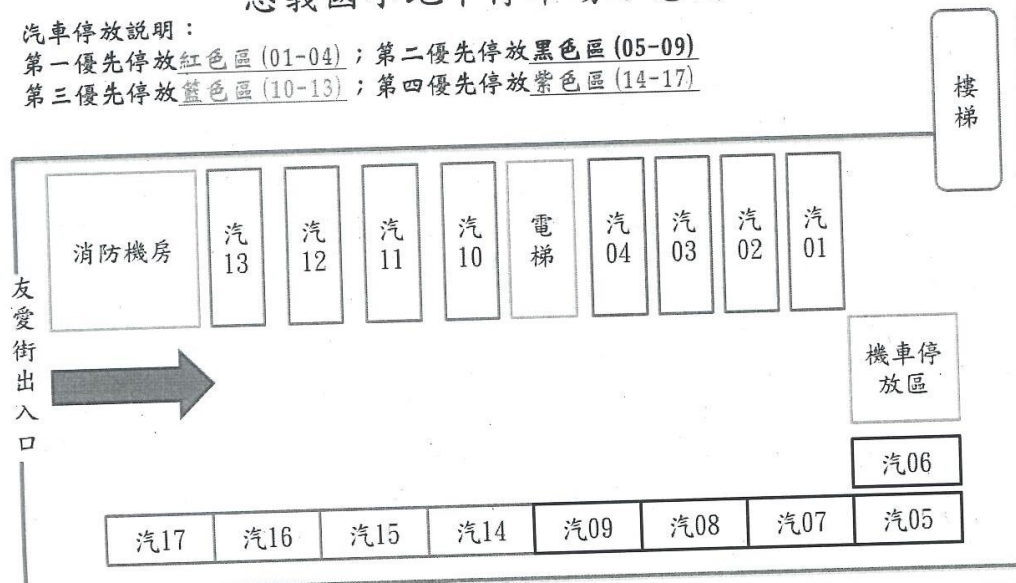 汽車停放說明：
第一優先停放紅色區(01-04)；第二優先停放黑色區(05-09)
第三優先停放藍色區(10-13)；第四優先停放紫色區(14-17)
樓梯
消防機房
汽13
汽12
汽11
汽10
電梯
汽04
汽03
汽02
汽01
友愛街出入口
機車停
放區
汽06
汽17
汽16
汽15
汽14
汽09
汽08
汽07
汽05